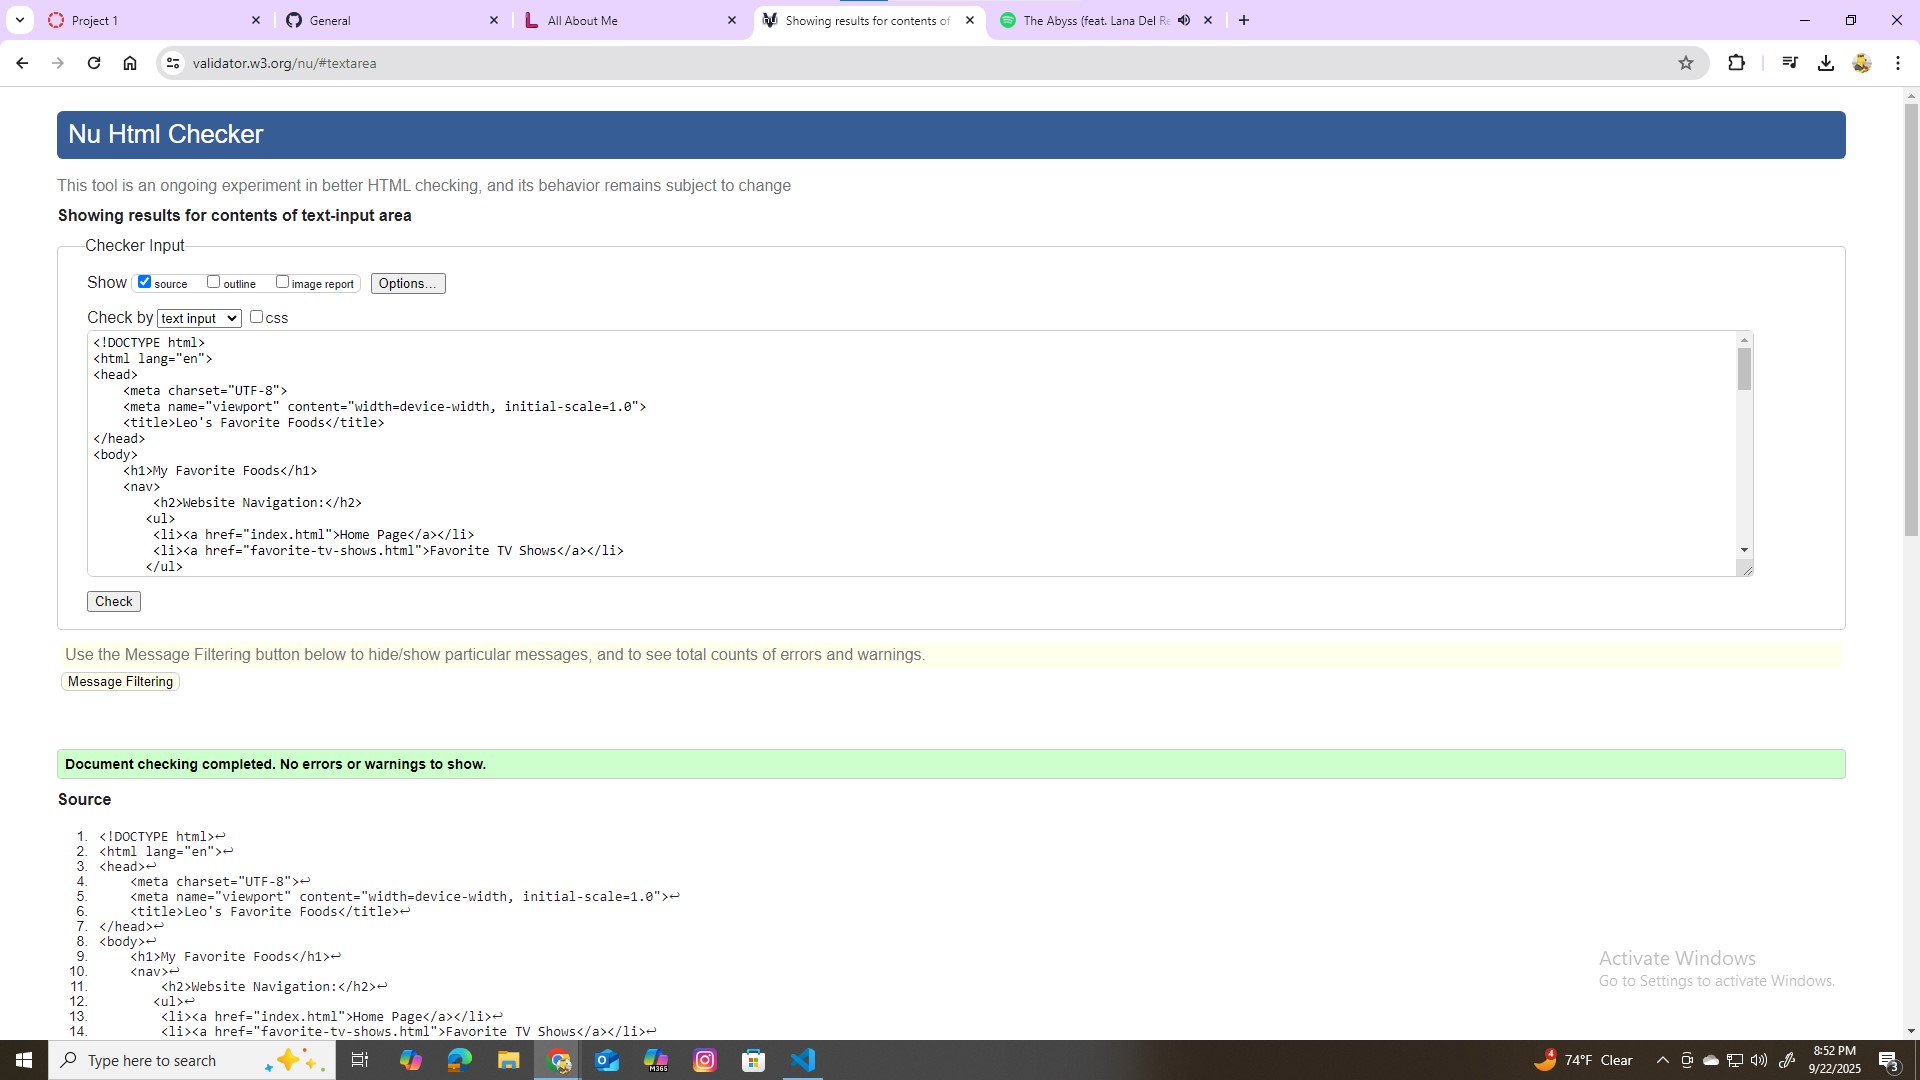 Project 1
General
All About Me
Showing results for contents of
The Abyss (feat. Lana Del Re
validator.w3.org/nu/#textarea
Nu Html Checker
This tool is an ongoing experiment in better HTML checking, and its behavior remains subject to change
Showing results for contents of text-input area
Checker Input
Show source outline image report Options...
Check by text input css
<!DOCTYPE html>
<html lang="en">
<head>
    <meta charset="UTF-8">
    <meta name="viewport" content="width=device-width, initial-scale=1.0">
    <title>Leo's Favorite Foods</title>
</head>
<body>
    <h1>My Favorite Foods</h1>
    <nav>
        <h2>Website Navigation:</h2>
       <ul>
        <li><a href="index.html">Home Page</a></li>
        <li><a href="favorite-tv-shows.html">Favorite TV Shows</a></li>
       </ul>
Check
Use the Message Filtering button below to hide/show particular messages, and to see total counts of errors and warnings.
Message Filtering
Document checking completed. No errors or warnings to show.
Source
1. <!DOCTYPE html>↩
2. <html lang="en">↩
3. <head>↩
4.     <meta charset="UTF-8">↩
5.     <meta name="viewport" content="width=device-width, initial-scale=1.0">↩
6.     <title>Leo's Favorite Foods</title>↩
7. </head>↩
8. <body>↩
9.     <h1>My Favorite Foods</h1>↩
10.     <nav>↩
11.         <h2>Website Navigation:</h2>↩
12.        <ul>↩
13.         <li><a href="index.html">Home Page</a></li>↩
14.         <li><a href="favorite-tv-shows.html">Favorite TV Shows</a></li>↩
Activate Windows
Go to Settings to activate Windows.
Type here to search
M365
4
74°F Clear
8:52 PM
9/22/2025
3